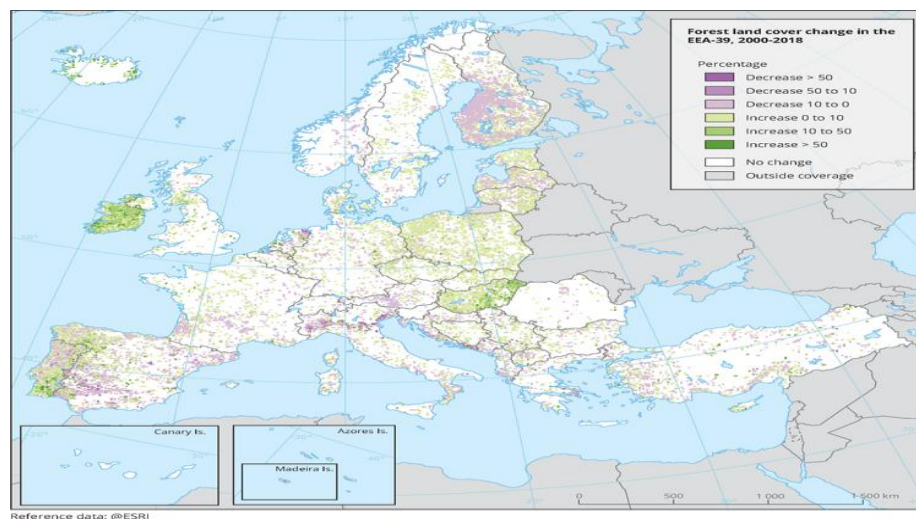 Forest land cover change in the
EEA-39, 2000-2018
Percentage
Decrease > 50
Decrease 50 to 10
Decrease 10 to 0
Increase 0 to 10
Increase 10 to 50
Increase > 50
No change
Outside coverage
Canary Is.
Azores Is.
Madeira Is.
0 500 1 000 1 500 km
Reference data: @ESRI